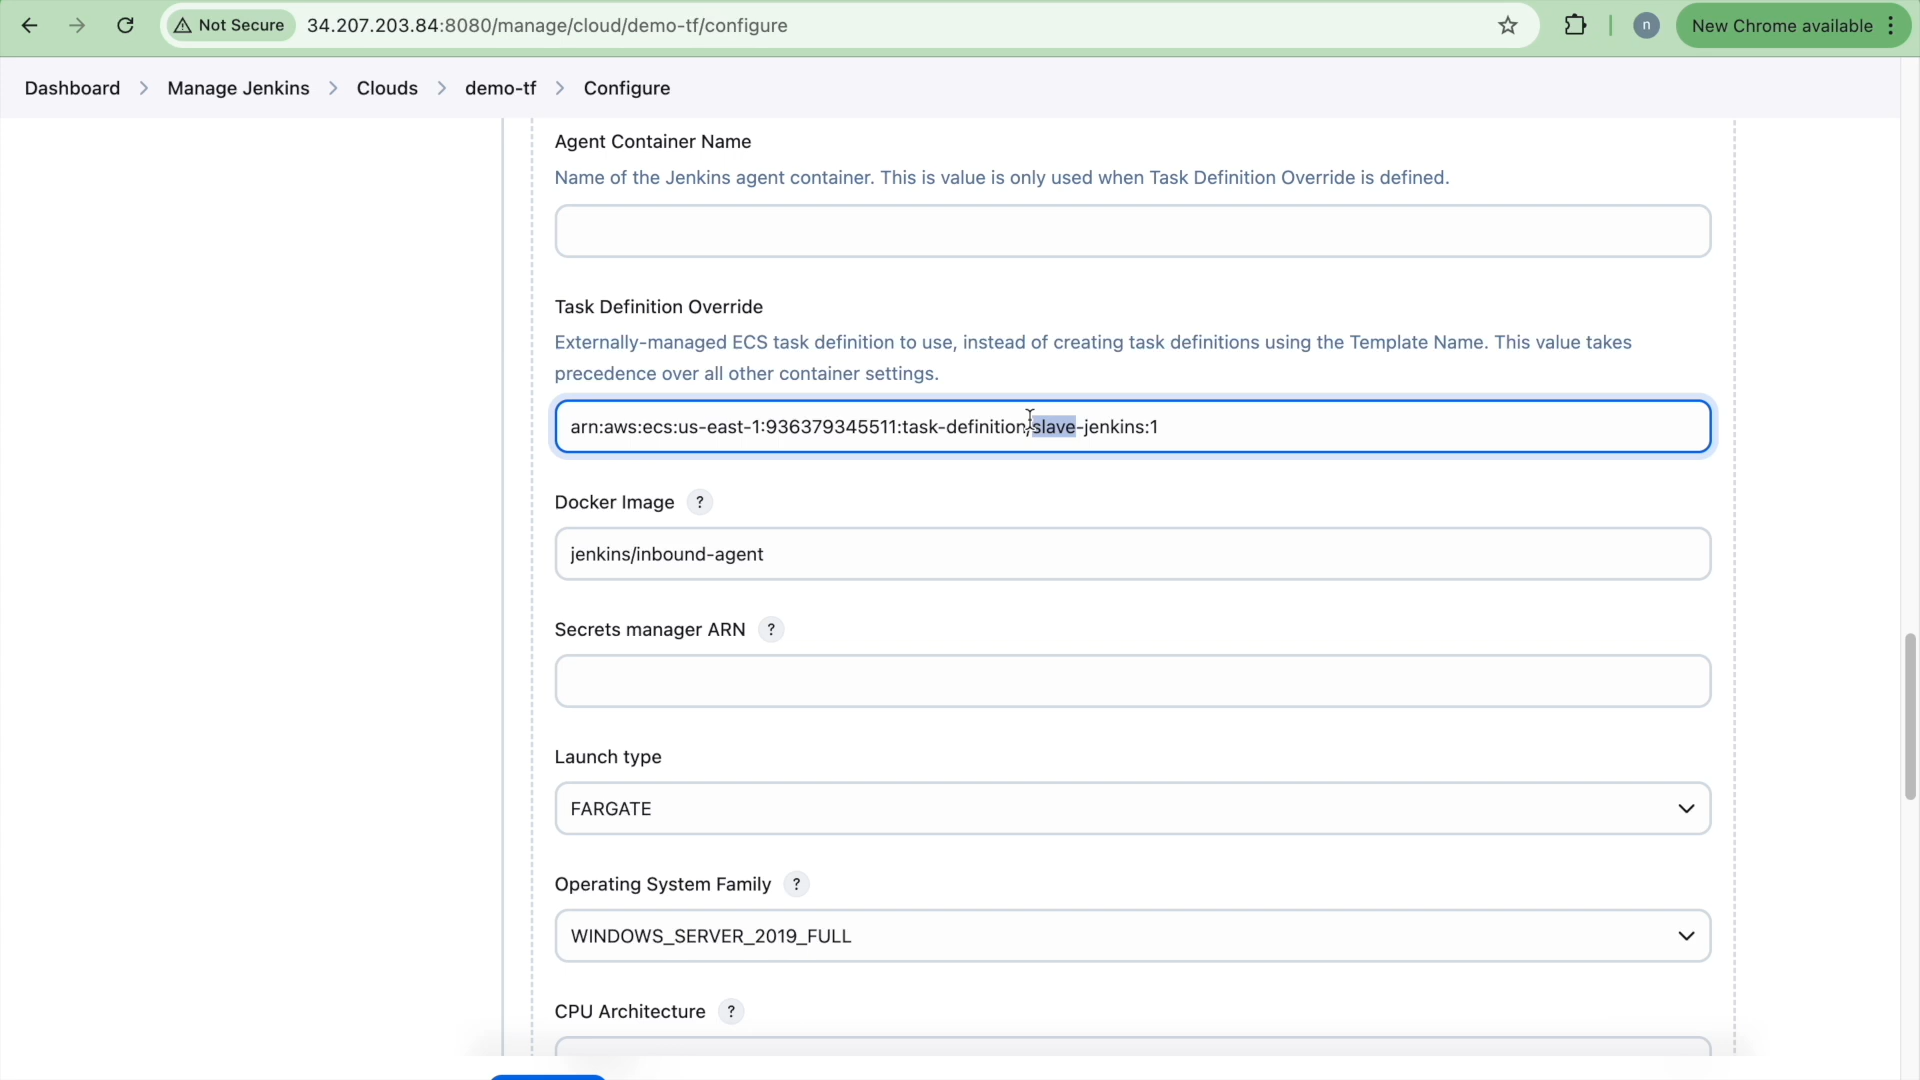 Not Secure
34.207.203.84:8080/manage/cloud/demo-tf/configure
n
New Chrome available
Dashboard
Manage Jenkins
Clouds
demo-tf
Configure
Agent Container Name
Name of the Jenkins agent container. This is value is only used when Task Definition Override is defined.
Task Definition Override
Externally-managed ECS task definition to use, instead of creating task definitions using the Template Name. This value takes
precedence over all other container settings.
arn:aws:ecs:us-east-1:936379345511:task-definition/slave-jenkins:1
Docker Image ?
jenkins/inbound-agent
Secrets manager ARN ?
Launch type
FARGATE
Operating System Family ?
WINDOWS_SERVER_2019_FULL
CPU Architecture ?